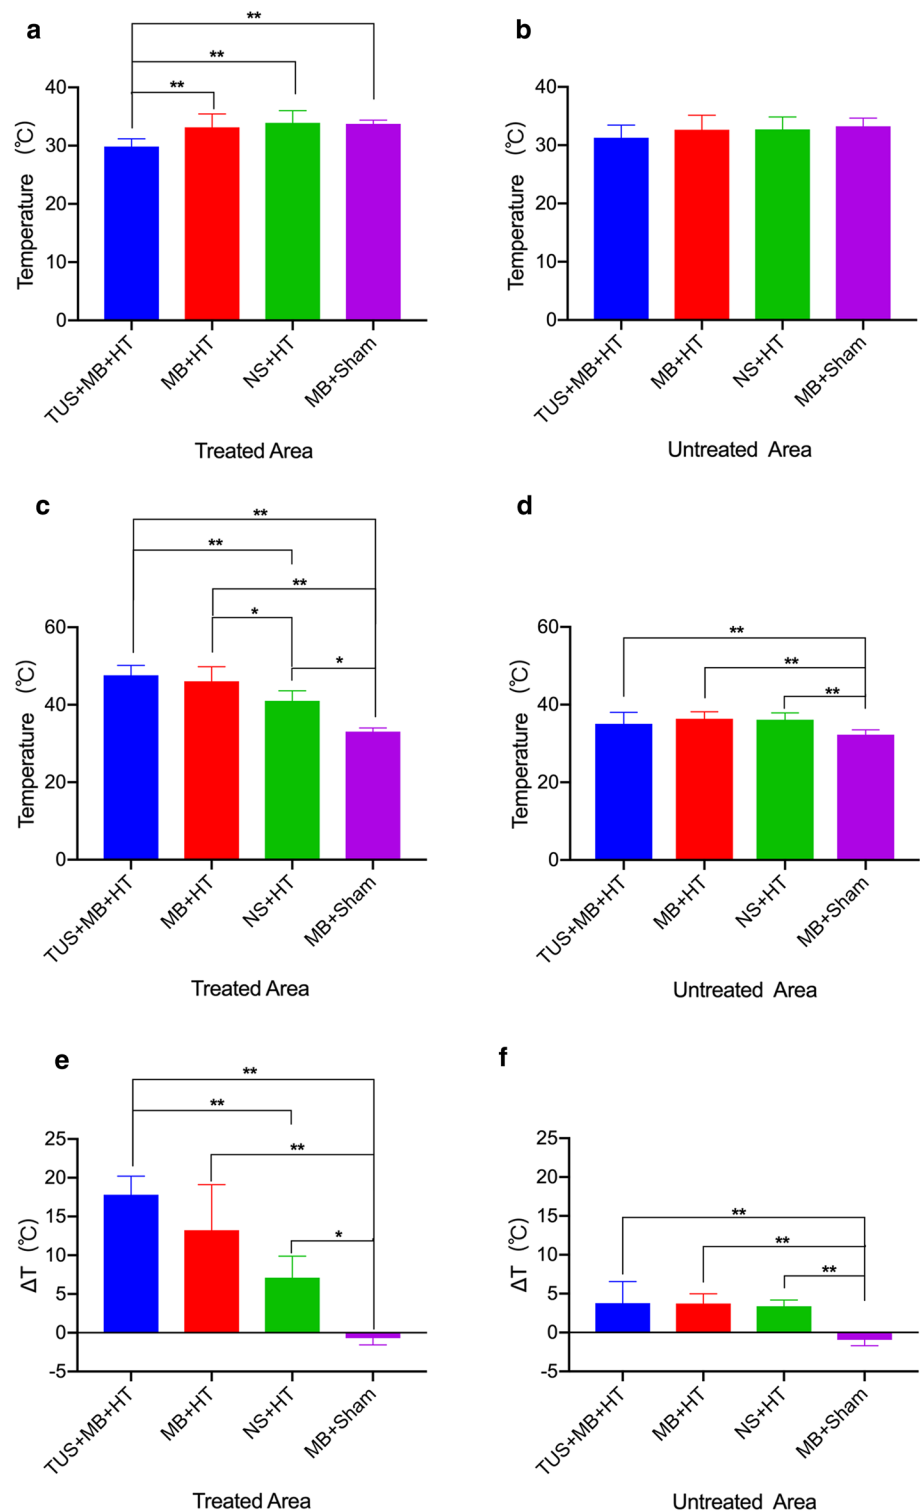 a
**
**
**
40
30
20
10
0
Temperature (℃)
TUS+MB+HT
MB+HT
NS+HT
MB+Sham
Treated Area
b
40
30
20
10
0
Temperature (℃)
TUS+MB+HT
MB+HT
NS+HT
MB+Sham
Untreated Area
c
**
**
**
*
*
60
40
20
0
Temperature (℃)
TUS+MB+HT
MB+HT
NS+HT
MB+Sham
Treated Area
d
**
**
**
60
40
20
0
Temperature (℃)
TUS+MB+HT
MB+HT
NS+HT
MB+Sham
Untreated Area
e
**
**
**
*
25
20
15
10
5
0
-5
ΔT (℃)
TUS+MB+HT
MB+HT
NS+HT
MB+Sham
Treated Area
f
**
**
**
25
20
15
10
5
0
-5
ΔT (℃)
TUS+MB+HT
MB+HT
NS+HT
MB+Sham
Untreated Area